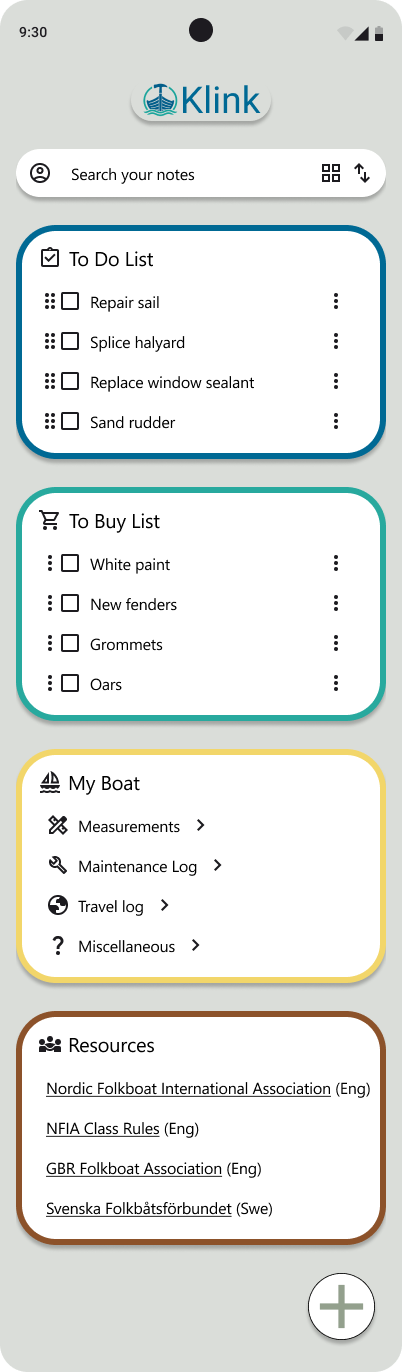 9:30
Klink
Search your notes
To Do List
Repair sail
Splice halyard
Replace window sealant
Sand rudder
To Buy List
White paint
New fenders
Grommets
Oars
My Boat
Measurements
Maintenance Log
Travel log
Miscellaneous
Resources
Nordic Folkboat International Association (Eng)
NFIA Class Rules (Eng)
GBR Folkboat Association (Eng)
Svenska Folkbåtsförbundet (Swe)